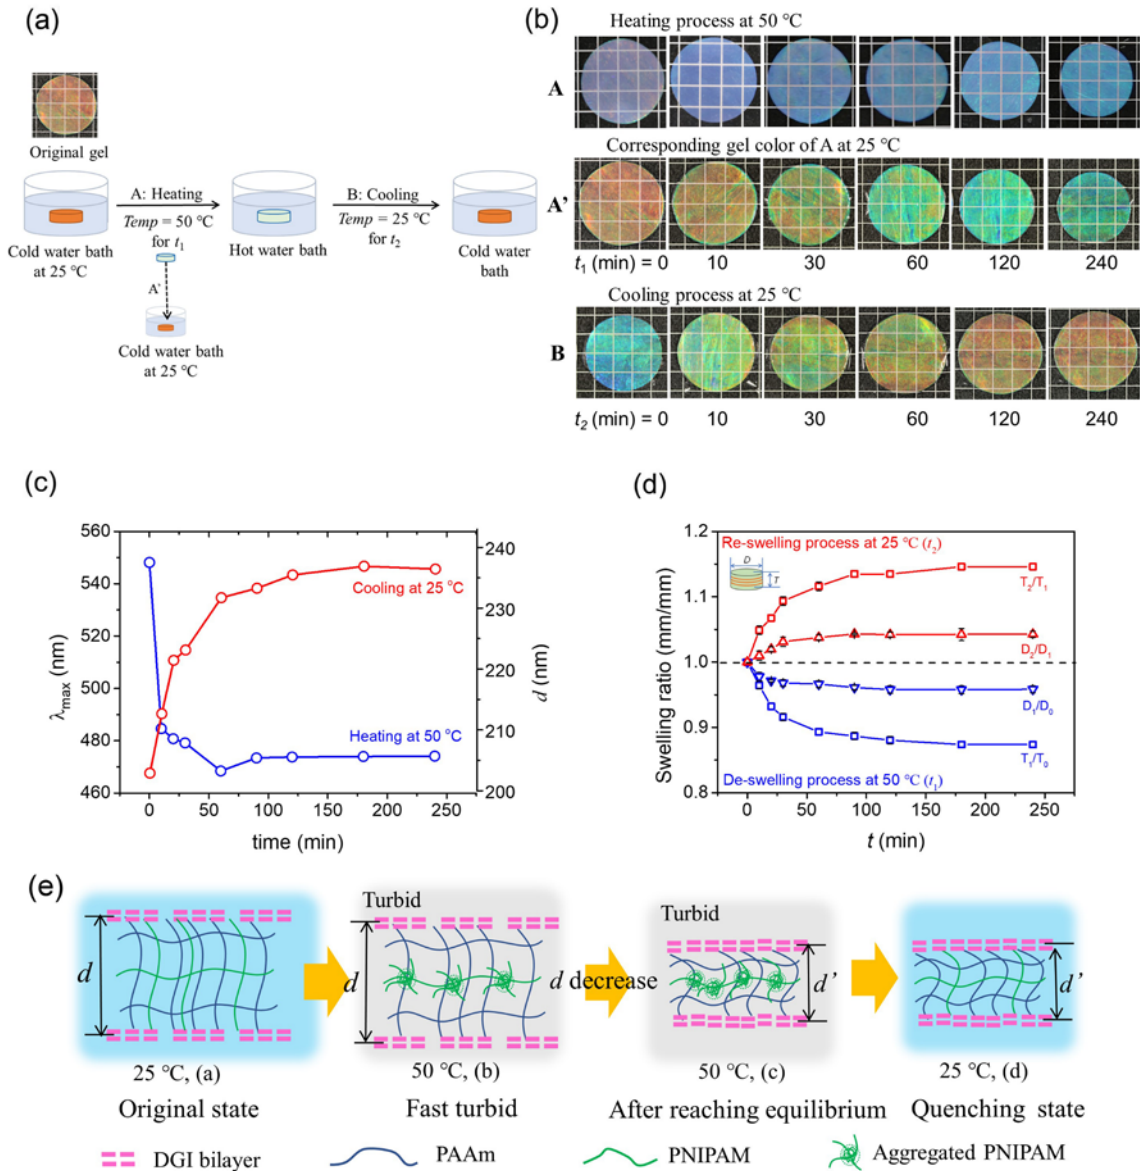 (a)
Original gel
A: Heating
Temp = 50 °C
for t₁
B: Cooling
Temp = 25 °C
for t₂
Cold water bath
at 25 °C
Hot water bath
Cold water
bath
A'
Cold water bath
at 25 °C
(b)
Heating process at 50 °C
A
Corresponding gel color of A at 25 °C
A'
t₁ (min) = 0 10 30 60 120 240
Cooling process at 25 °C
B
t₂ (min) = 0 10 30 60 120 240
(c)
560
540
520
500
480
460
λmax (nm)
240
230
220
210
200
d (nm)
Cooling at 25 °C
Heating at 50 °C
0 50 100 150 200 250
time (min)
(d)
1.2
1.1
1.0
0.9
0.8
Swelling ratio (mm/mm)
Re-swelling process at 25 °C (t₂)
D
T
T₂/T₁
D₂/D₁
D₁/D₀
T₁/T₀
De-swelling process at 50 °C (t₁)
0 50 100 150 200 250
t (min)
(e)
Turbid
Turbid
d
d
d decrease
d'
d'
25 °C, (a)
50 °C, (b)
50 °C, (c)
25 °C, (d)
Original state
Fast turbid
After reaching equilibrium
Quenching state
DGI bilayer
PAAm
PNIPAM
Aggregated PNIPAM